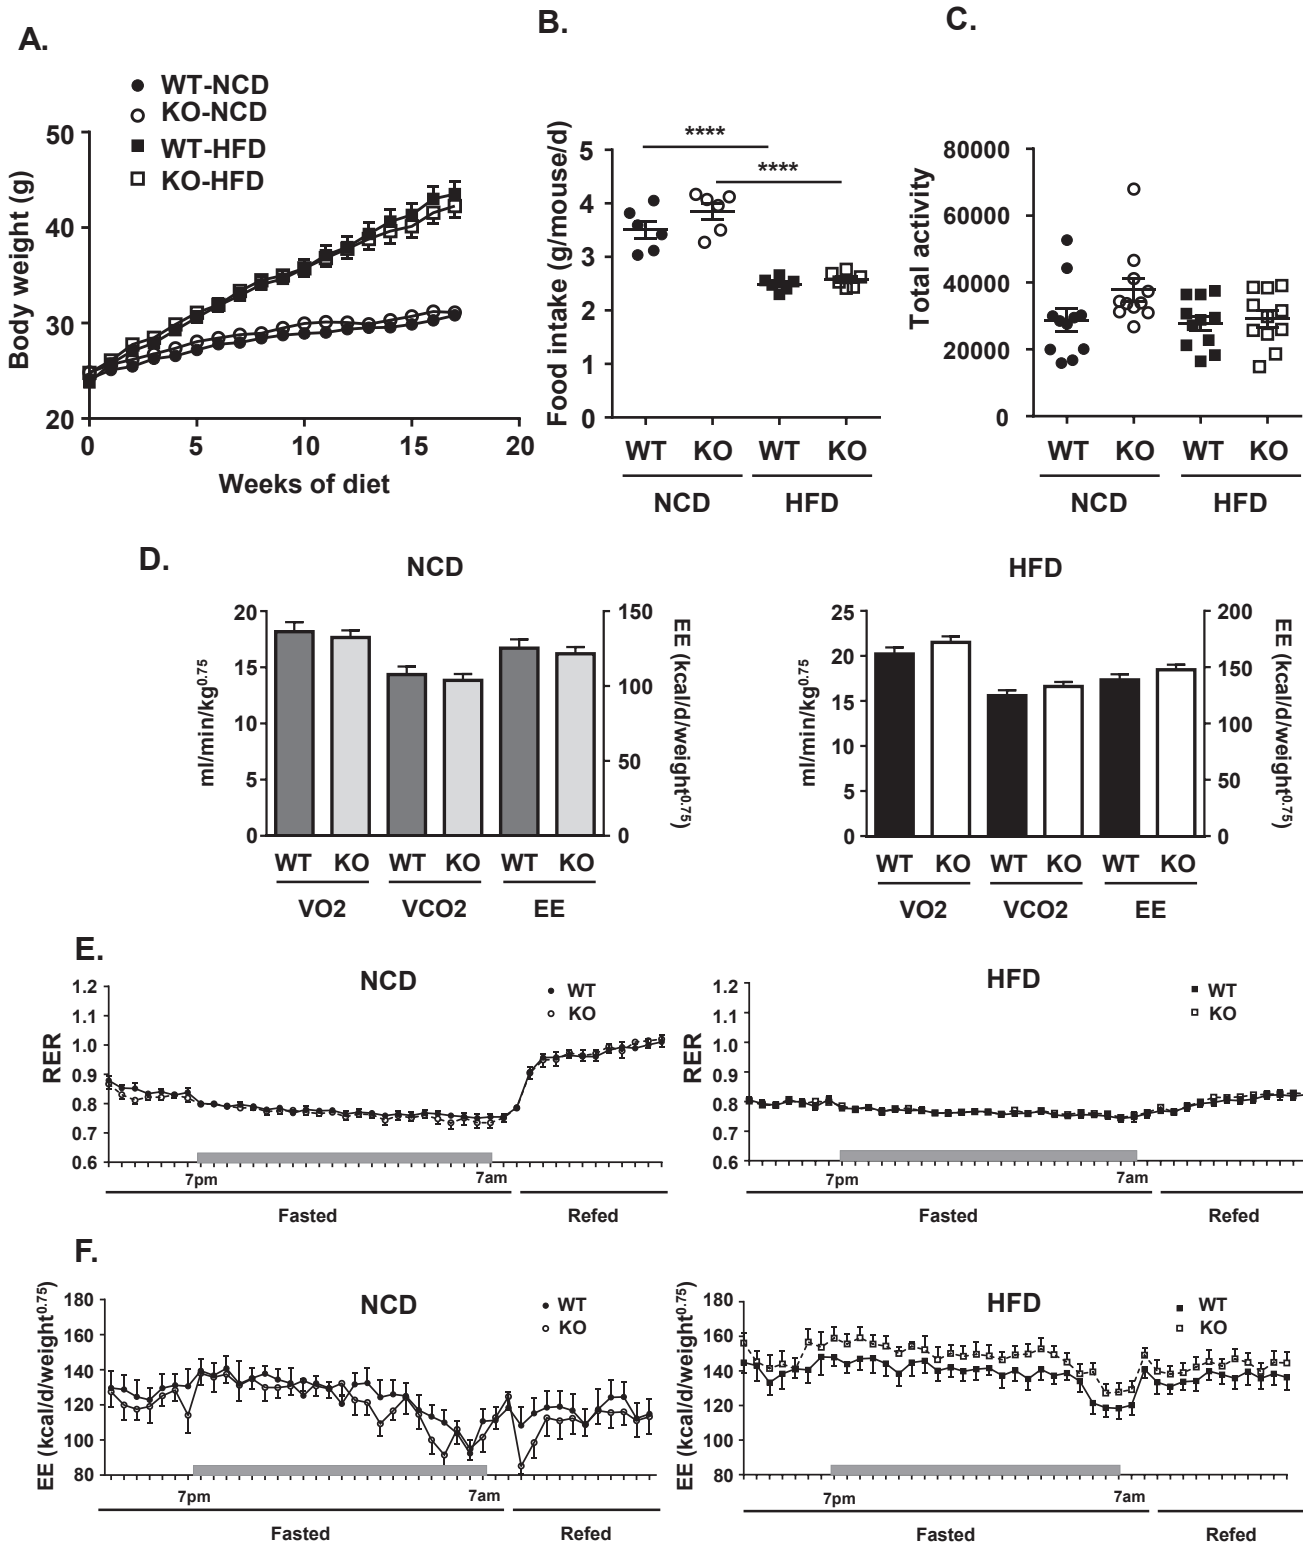 A.
WT-NCD
KO-NCD
WT-HFD
KO-HFD
Body weight (g)
50
40
30
20
0 5 10 15 20
Weeks of diet
B.
Food intake (g/mouse/d)
****
****
5
4
3
2
1
0
WT KO WT KO
NCD HFD
C.
Total activity
80000
60000
40000
20000
0
WT KO WT KO
NCD HFD
D.
NCD
ml/min/kg0.75
20
15
10
5
0
150
100
50
0
EE (kcal/d/weight0.75)
WT KO WT KO WT KO
VO2 VCO2 EE
HFD
ml/min/kg0.75
25
20
15
10
5
0
200
150
100
50
0
EE (kcal/d/weight0.75)
WT KO WT KO WT KO
VO2 VCO2 EE
E.
NCD
WT
KO
RER
1.2
1.1
1.0
0.9
0.8
0.7
0.6
7pm 7am
Fasted Refed
HFD
WT
KO
RER
1.2
1.1
1.0
0.9
0.8
0.7
0.6
7pm 7am
Fasted Refed
F.
NCD
WT
KO
EE (kcal/d/weight0.75)
180
160
140
120
100
80
7pm 7am
Fasted Refed
HFD
WT
KO
EE (kcal/d/weight0.75)
180
160
140
120
100
80
7pm 7am
Fasted Refed